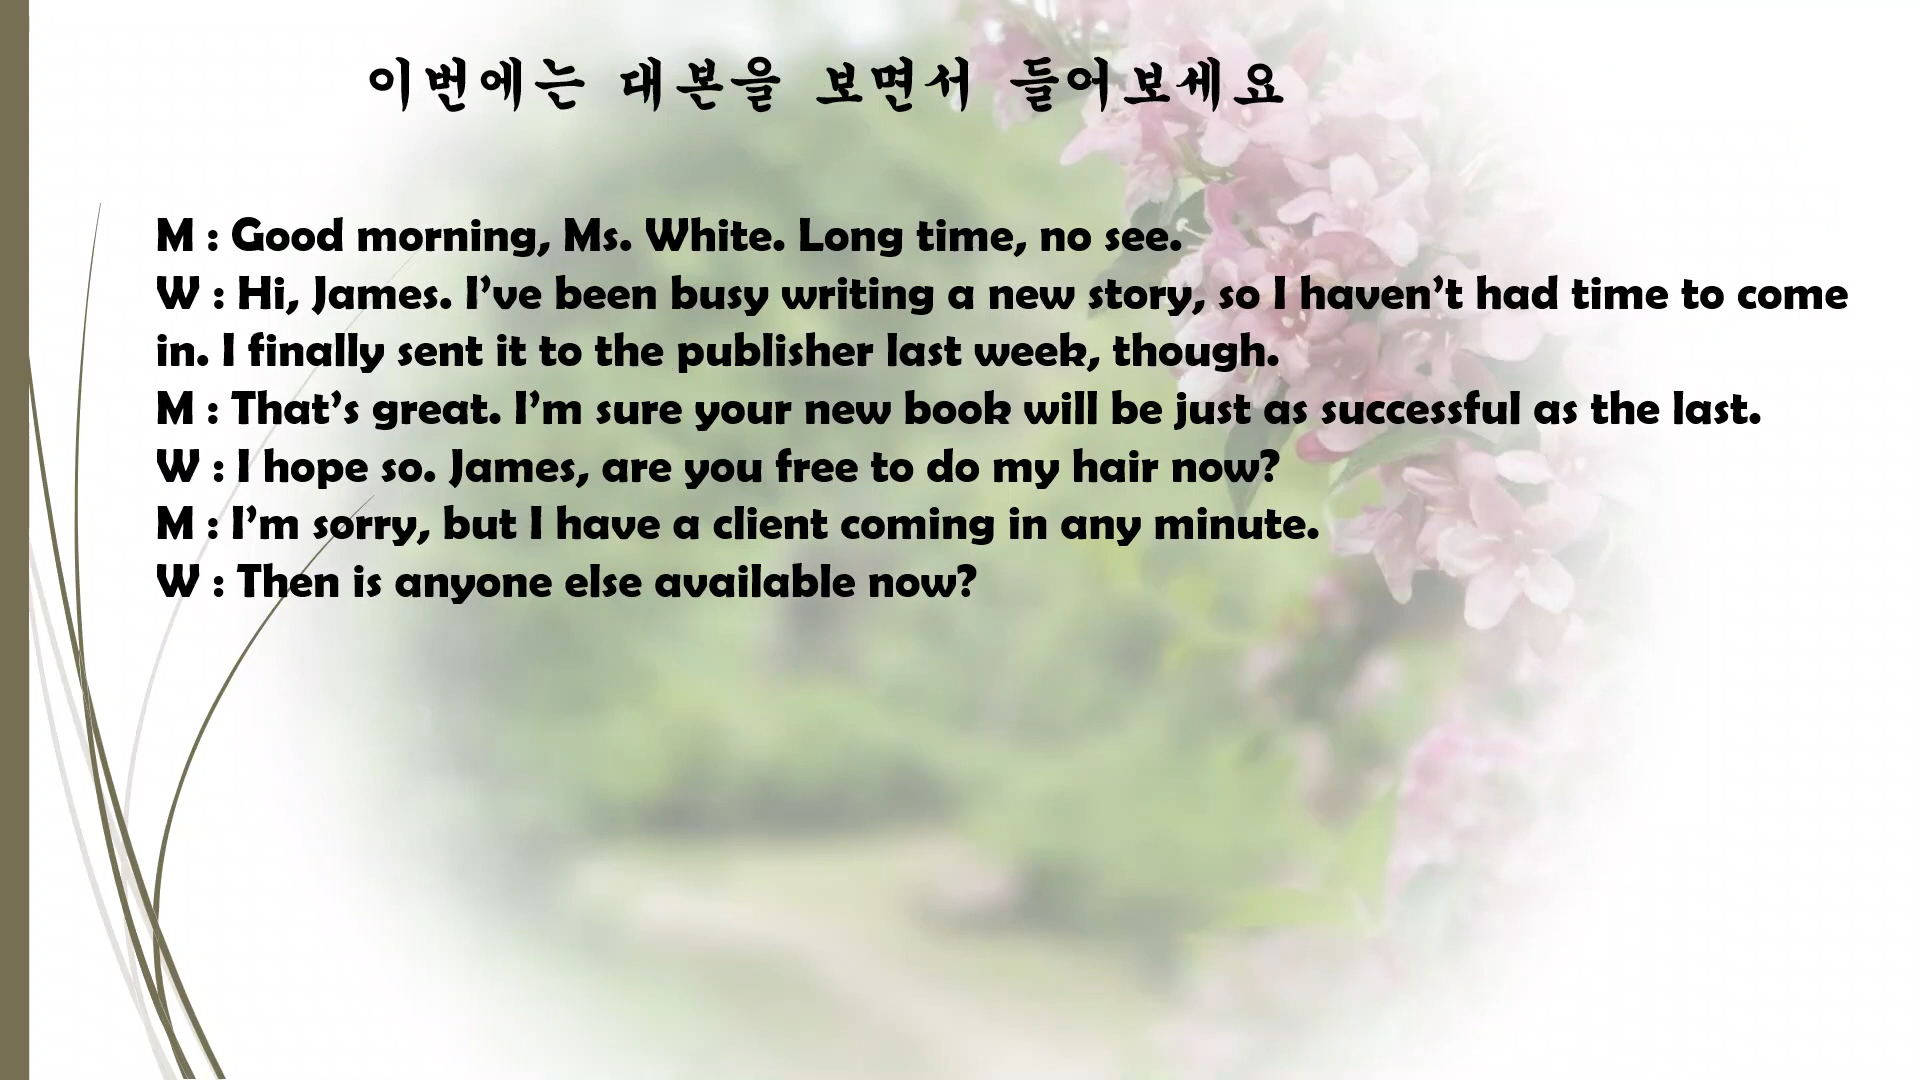 이번에는 대본을 보면서 들어보세요
M : Good morning, Ms. White. Long time, no see.
W : Hi, James. I’ve been busy writing a new story, so I haven’t had time to come
in. I finally sent it to the publisher last week, though.
M : That’s great. I’m sure your new book will be just as successful as the last.
W : I hope so. James, are you free to do my hair now?
M : I’m sorry, but I have a client coming in any minute.
W : Then is anyone else available now?